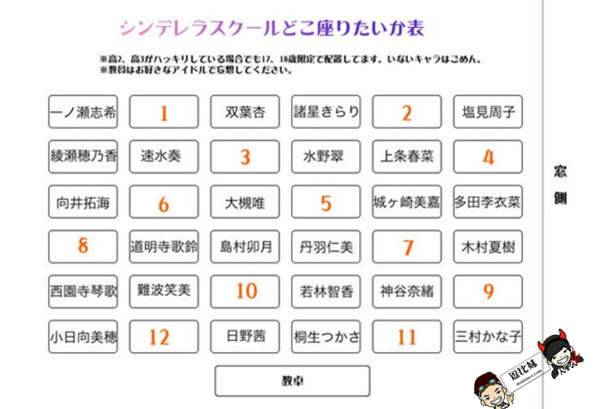 シンデレラスクールどこ座りたいか表
※高2、高3がハッキリしている場合でも17、18歳限定で配置してます。いないキャラはごめん。
※教員はお好きなアイドルで妄想してください。
一ノ瀬志希 1 双葉杏 諸星きらり 2 塩見周子
綾瀬穂乃香 速水奏 3 水野翠 上条春菜 4
向井拓海 6 大槻唯 5 城ヶ崎美嘉 多田李衣菜
8 道明寺歌鈴 島村卯月 丹羽仁美 7 木村夏樹
西園寺琴歌 難波笑美 10 若林智香 神谷奈緒 9
小日向美穂 12 日野茜 桐生つかさ 11 三村かな子
教卓
窓側
逗比妹